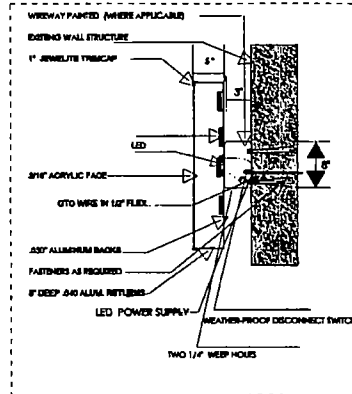 WIREWAY PAINTED (WHERE APPLICABLE)
EXISTING WALL STRUCTURE
1" JEWELITE TRIMCAP
5"
3"
LED
8"
3/16" ACRYLIC FACE
GTO WIRE IN 1/2" FLEX.
.050" ALUMINUM BACKS
FASTENERS AS REQUIRED
5" DEEP .040 ALUM. RETURNS
LED POWER SUPPLY
WEATHER-PROOF DISCONNECT SWITCH
TWO 1/4" WEEP HOLES